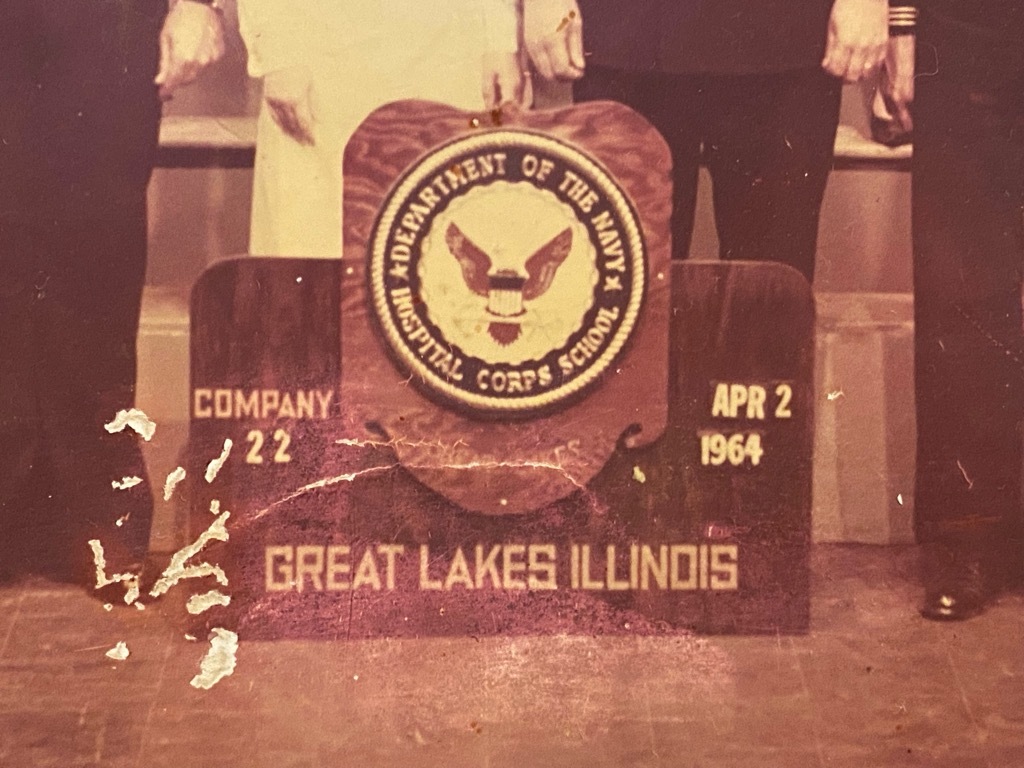 ★ DEPARTMENT OF THE NAVY ★
HOSPITAL CORPS SCHOOL
COMPANY
22
APR 2
1964
GREAT LAKES ILLINOIS